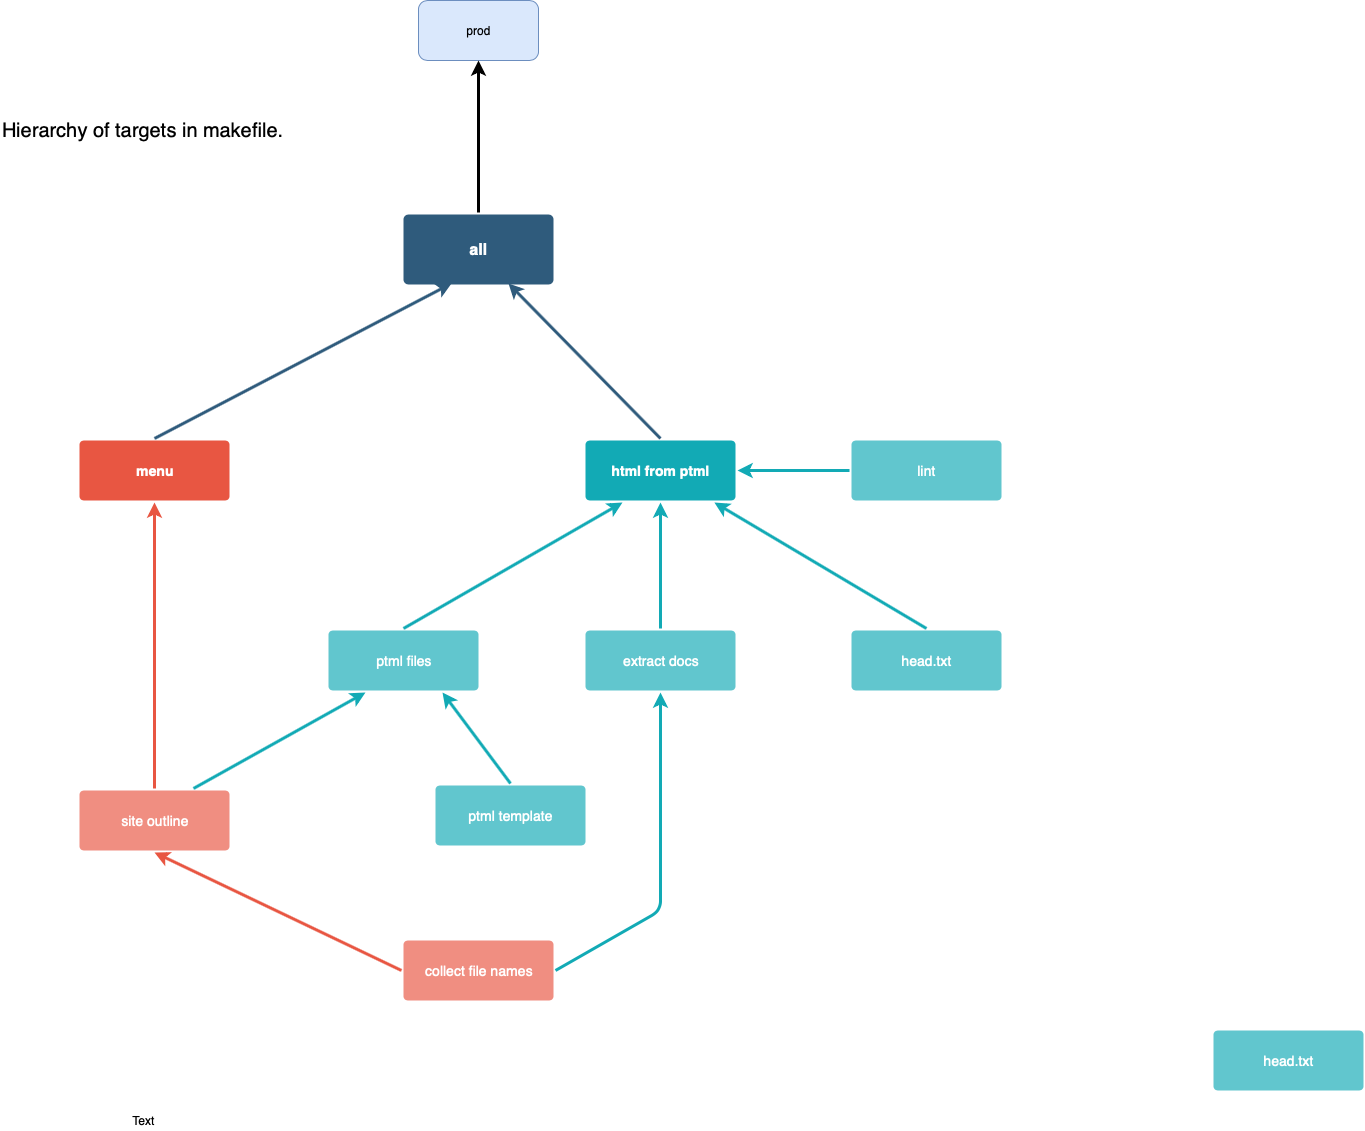 prod
Hierarchy of targets in makefile.
all
menu
html from ptml
lint
ptml files
extract docs
head.txt
site outline
ptml template
collect file names
head.txt
Text